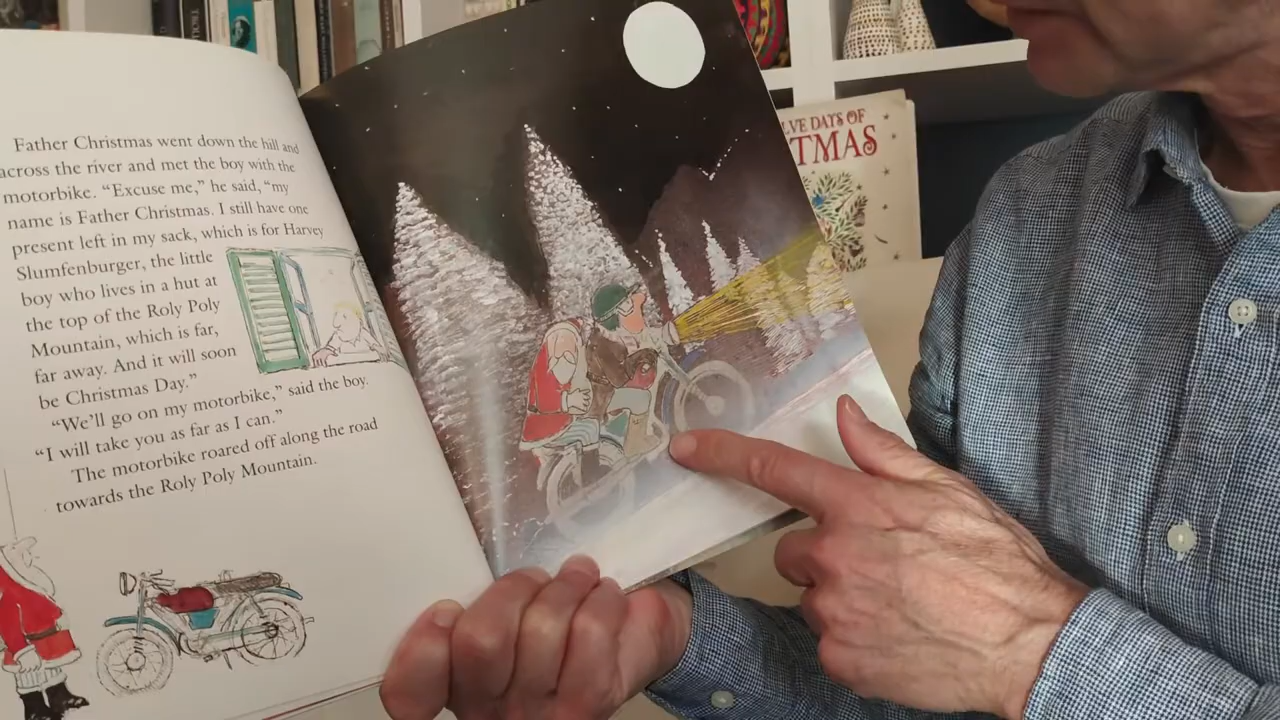 Father Christmas went down the hill and
across the river and met the boy with the
motorbike. “Excuse me,” he said, “my
name is Father Christmas. I still have one
present left in my sack, which is for Harvey
Slumfenburger, the little
boy who lives in a hut at
the top of the Roly Poly
Mountain, which is far,
far away. And it will soon
be Christmas Day.”
“We’ll go on my motorbike,” said the boy.
“I will take you as far as I can.”
The motorbike roared off along the road
towards the Roly Poly Mountain.
LVE DAYS OF
TMAS